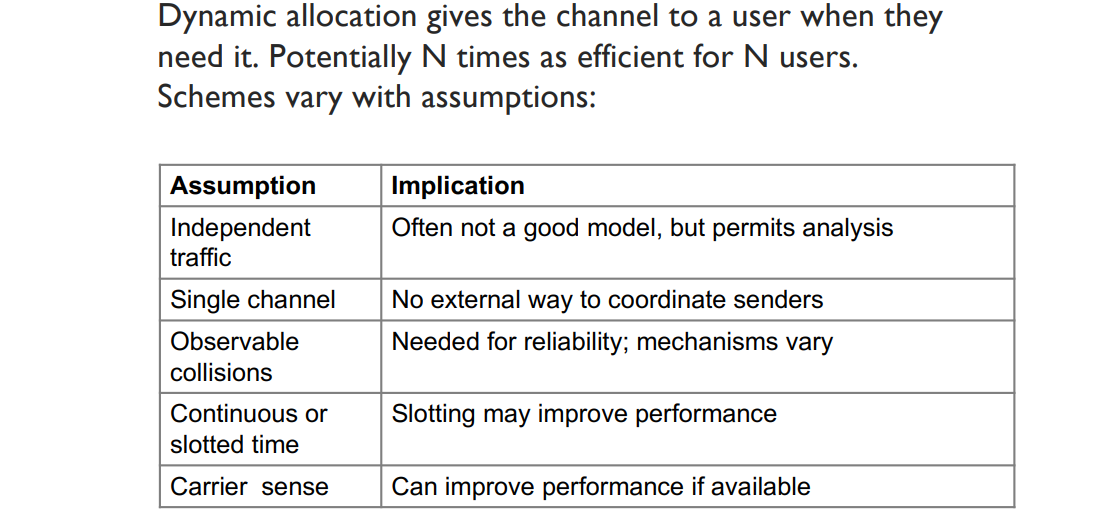 Dynamic allocation gives the channel to a user when they
need it. Potentially N times as efficient for N users.
Schemes vary with assumptions:
Assumption Implication
Independent Often not a good model, but permits analysis
traffic
Single channel No external way to coordinate senders
Observable Needed for reliability; mechanisms vary
collisions
Continuous or Slotting may improve performance
slotted time
Carrier sense Can improve performance if available